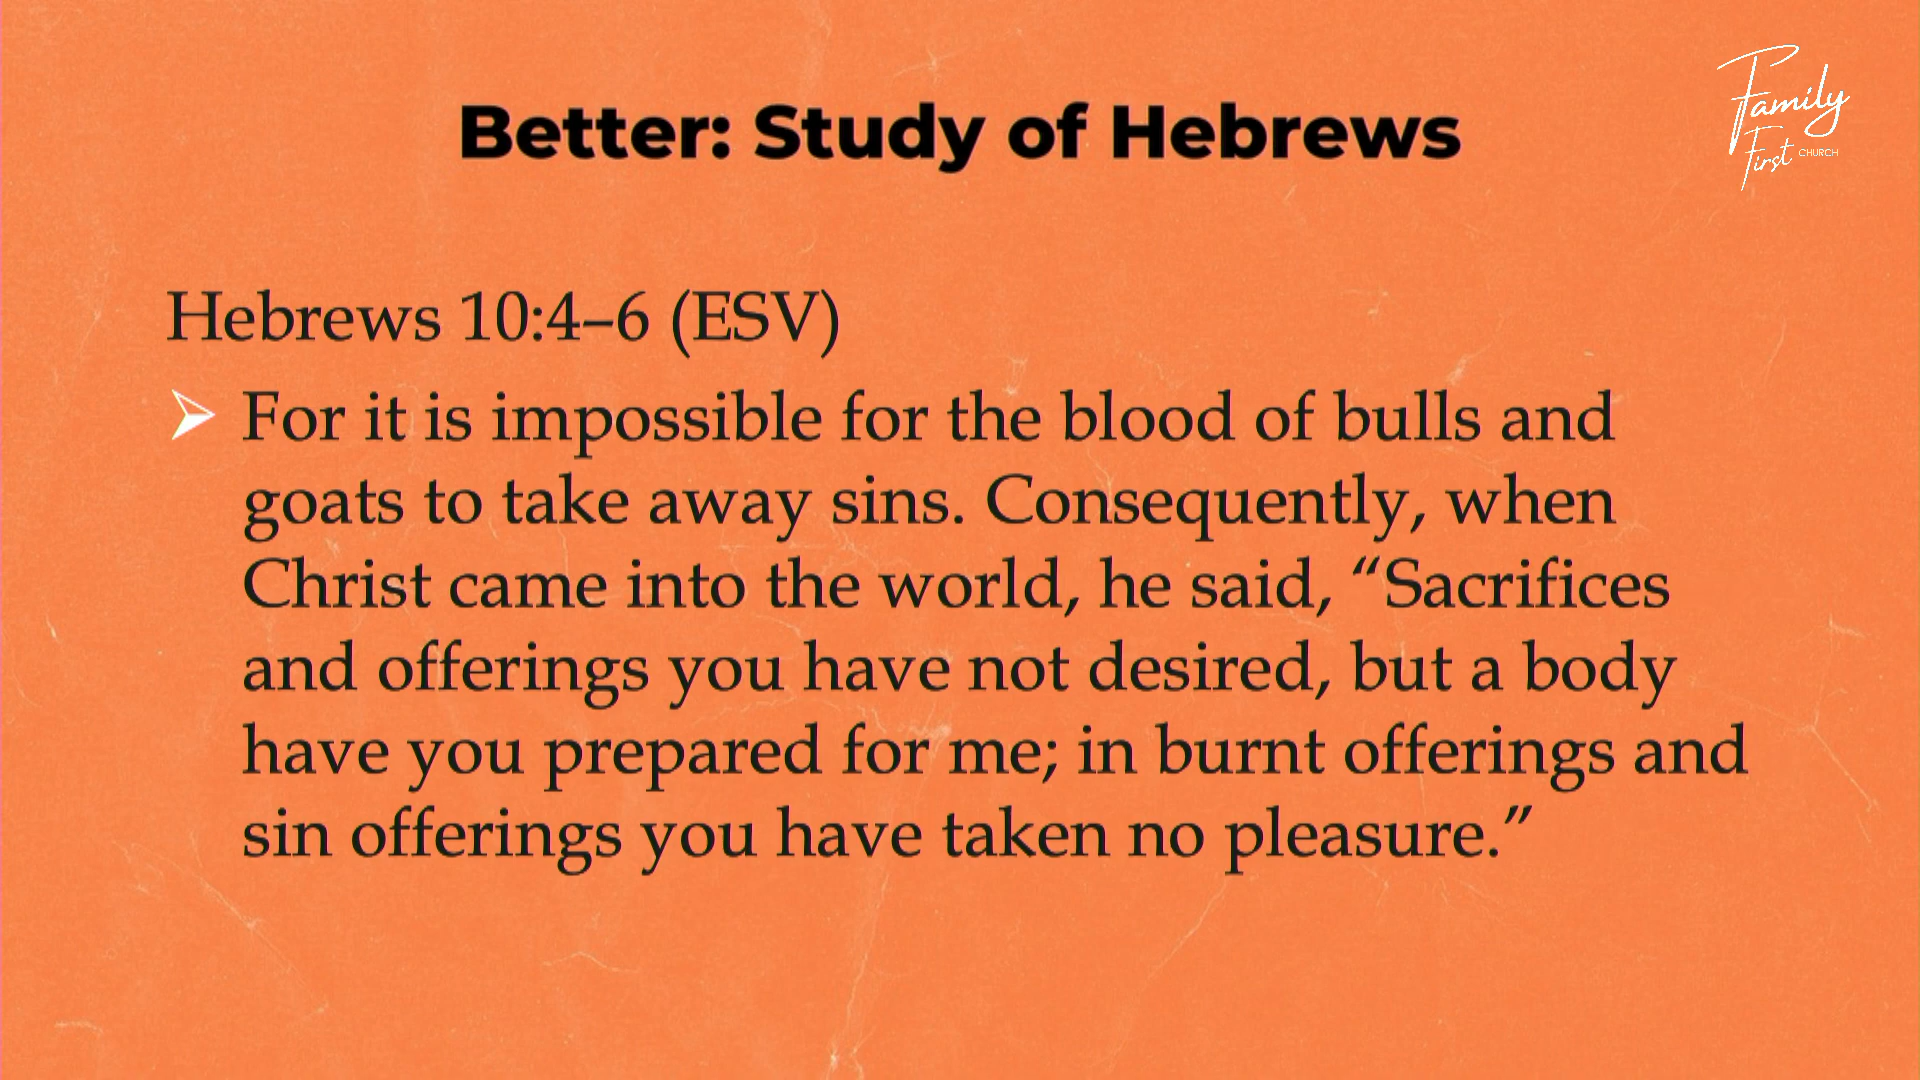 Better: Study of Hebrews
Family
First CHURCH
Hebrews 10:4–6 (ESV)
For it is impossible for the blood of bulls and
goats to take away sins. Consequently, when
Christ came into the world, he said, “Sacrifices
and offerings you have not desired, but a body
have you prepared for me; in burnt offerings and
sin offerings you have taken no pleasure.”